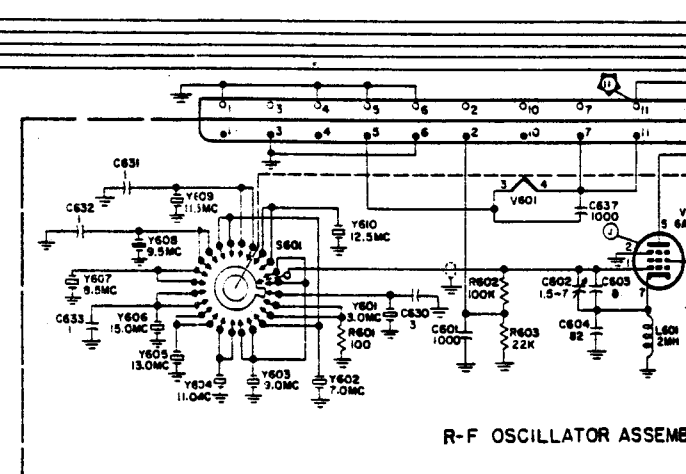 11
1 3 4 5 6 2 10 7 11
1 3 4 5 6 2 10 7 11
C631
3 4
V601
C637
1000
V
6A
5
C632
Y609
11.5MC
Y610
12.5MC
J
2
1
7
Y608
9.5MC
S601
Y607
8.5MC
R602
100K
C602
1.5-7
C603
8
C633
1
Y606
15.0MC
Y601
3.0MC
C630
3
R601
100
C601
1000
R603
22K
C604
82
L601
2MH
Y605
13.0MC
Y604
11.0MC
Y603
9.0MC
Y602
7.0MC
R-F OSCILLATOR ASSEMB